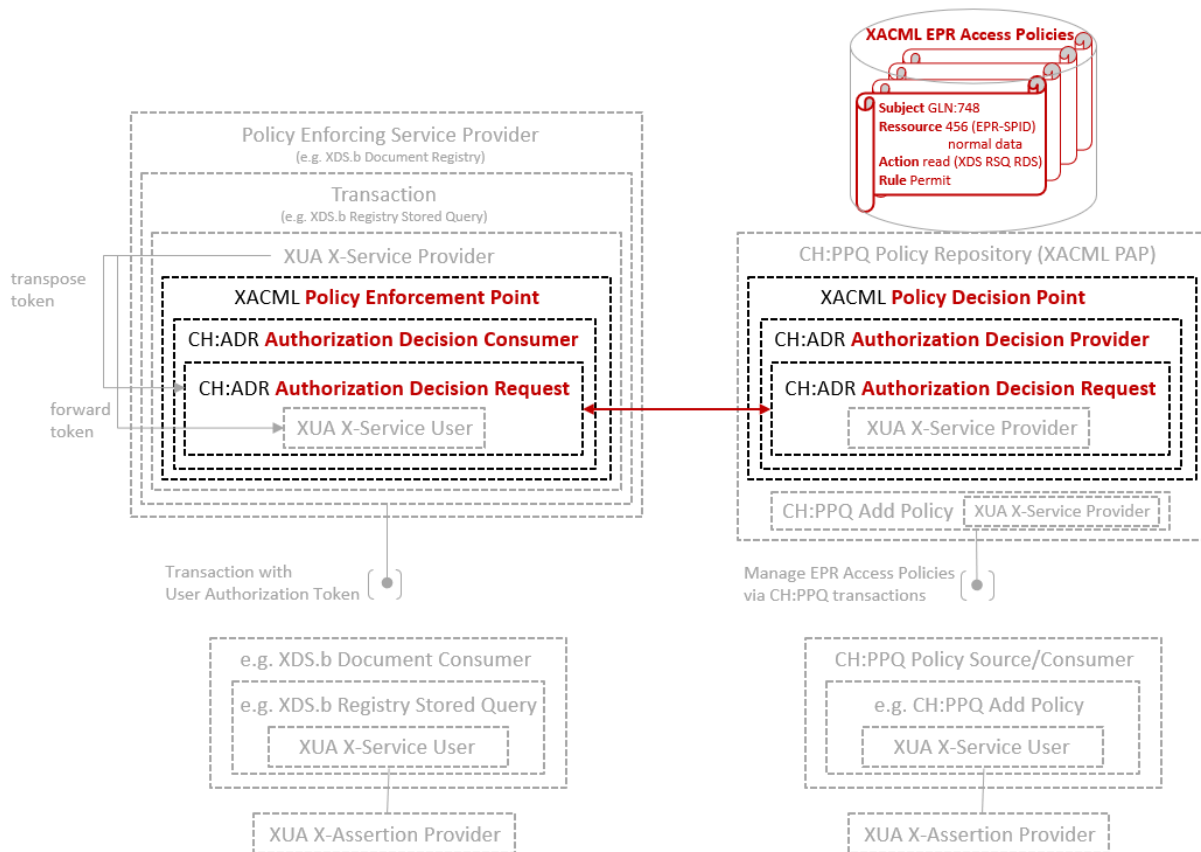 XACML EPR Access Policies
Subject GLN:748
Ressource 456 (EPR-SPID)
normal data
Action read (XDS RSQ RDS)
Rule Permit
Policy Enforcing Service Provider
(e.g. XDS.b Document Registry)
Transaction
(e.g. XDS.b Registry Stored Query)
XUA X-Service Provider
transpose
token
XACML Policy Enforcement Point
CH:ADR Authorization Decision Consumer
CH:ADR Authorization Decision Request
forward
token
XUA X-Service User
CH:PPQ Policy Repository (XACML PAP)
XACML Policy Decision Point
CH:ADR Authorization Decision Provider
CH:ADR Authorization Decision Request
XUA X-Service Provider
CH:PPQ Add Policy
XUA X-Service Provider
Transaction with
User Authorization Token
Manage EPR Access Policies
via CH:PPQ transactions
e.g. XDS.b Document Consumer
e.g. XDS.b Registry Stored Query
XUA X-Service User
XUA X-Assertion Provider
CH:PPQ Policy Source/Consumer
e.g. CH:PPQ Add Policy
XUA X-Service User
XUA X-Assertion Provider